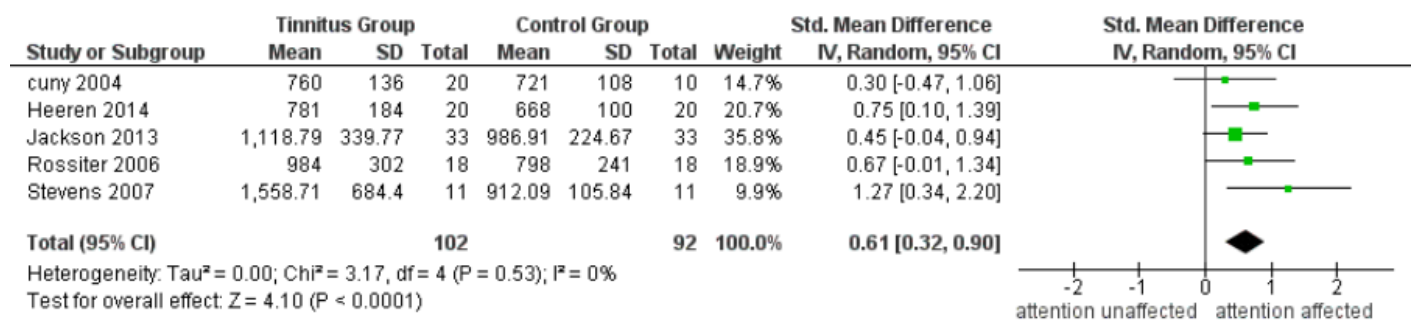 Tinnitus Group Control Group Std. Mean Difference Std. Mean Difference
Study or Subgroup Mean SD Total Mean SD Total Weight IV, Random, 95% CI IV, Random, 95% CI
cuny 2004 760 136 20 721 108 10 14.7% 0.30 [-0.47, 1.06]
Heeren 2014 781 184 20 668 100 20 20.7% 0.75 [0.10, 1.39]
Jackson 2013 1,118.79 339.77 33 986.91 224.67 33 35.8% 0.45 [-0.04, 0.94]
Rossiter 2006 984 302 18 798 241 18 18.9% 0.67 [-0.01, 1.34]
Stevens 2007 1,558.71 684.4 11 912.09 105.84 11 9.9% 1.27 [0.34, 2.20]
Total (95% CI) 102 92 100.0% 0.61 [0.32, 0.90]
Heterogeneity: Tau² = 0.00; Chi² = 3.17, df = 4 (P = 0.53); I² = 0%
Test for overall effect: Z = 4.10 (P < 0.0001)
-2 -1 0 1 2
attention unaffected attention affected